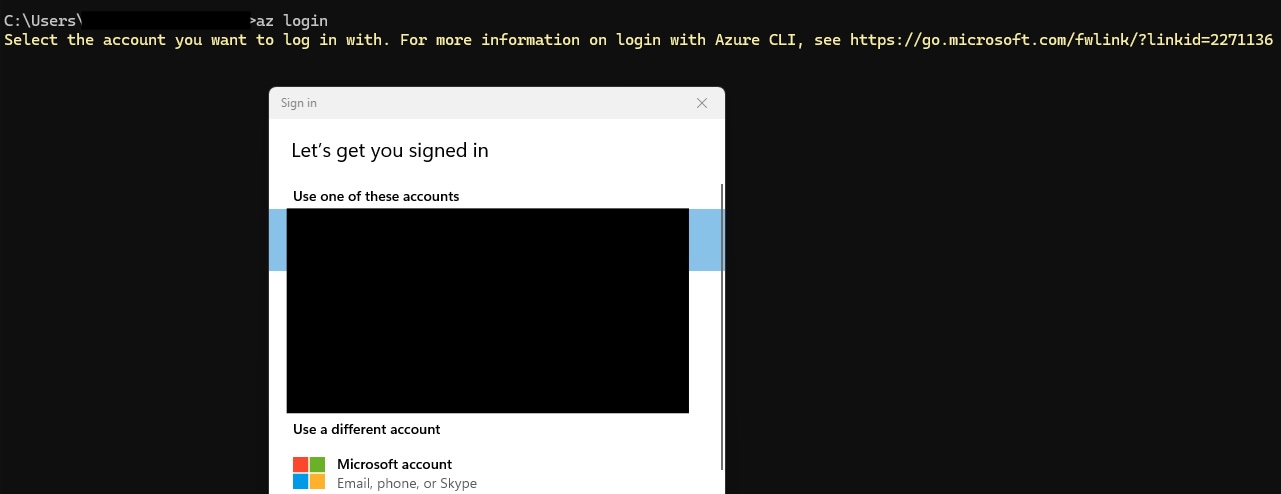 C:\Users\ >az login
Select the account you want to log in with. For more information on login with Azure CLI, see https://go.microsoft.com/fwlink/?linkid=2271136
Sign in
Let's get you signed in
Use one of these accounts
Use a different account
Microsoft account
Email, phone, or Skype